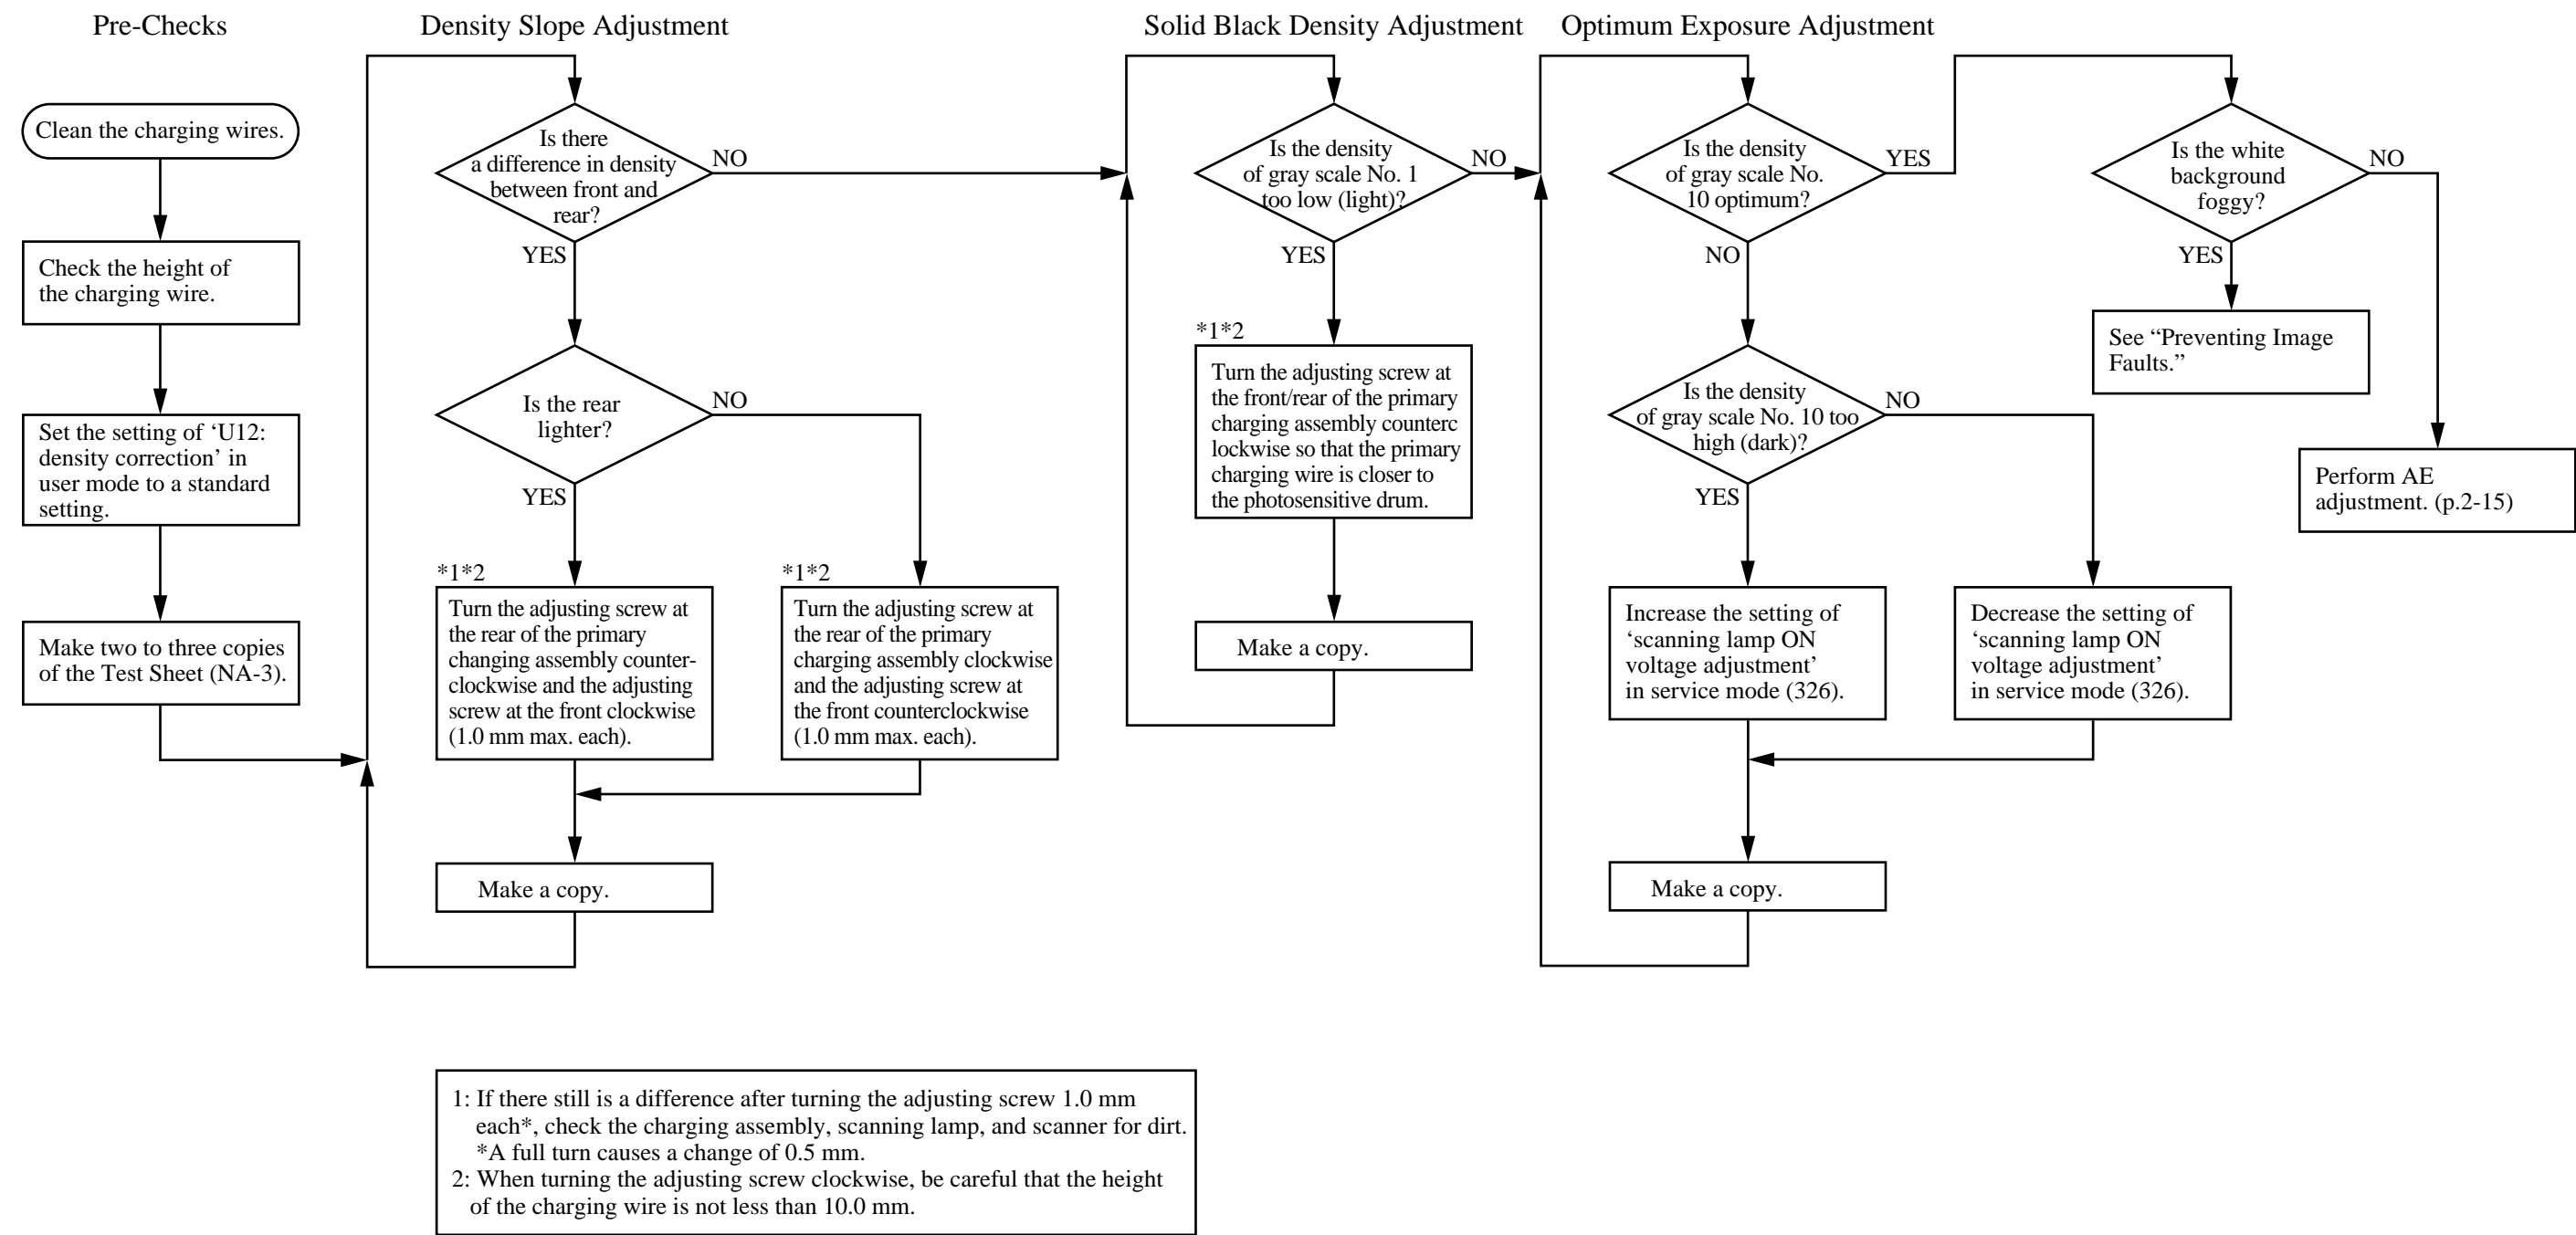 Pre-Checks
Clean the charging wires.
Check the height of
the charging wire.
Set the setting of ‘U12:
density correction’ in
user mode to a standard
setting.
Make two to three copies
of the Test Sheet (NA-3).
Density Slope Adjustment
Is there
a difference in density
between front and
rear?
NO
YES
Is the rear
lighter?
NO
YES
*1*2
Turn the adjusting screw at
the rear of the primary
changing assembly counter-
clockwise and the adjusting
screw at the front clockwise
(1.0 mm max. each).
*1*2
Turn the adjusting screw at
the rear of the primary
charging assembly clockwise
and the adjusting screw at
the front counterclockwise
(1.0 mm max. each).
Make a copy.
Solid Black Density Adjustment
Is the density
of gray scale No. 1
too low (light)?
NO
YES
*1*2
Turn the adjusting screw at
the front/rear of the primary
charging assembly counterc
lockwise so that the primary
charging wire is closer to
the photosensitive drum.
Make a copy.
Optimum Exposure Adjustment
Is the density
of gray scale No.
10 optimum?
YES
NO
Is the density
of gray scale No. 10 too
high (dark)?
NO
YES
Increase the setting of
‘scanning lamp ON
voltage adjustment’
in service mode (326).
Decrease the setting of
‘scanning lamp ON
voltage adjustment’
in service mode (326).
Make a copy.
Is the white
background
foggy?
NO
YES
See “Preventing Image
Faults.”
Perform AE
adjustment. (p.2-15)
1: If there still is a difference after turning the adjusting screw 1.0 mm
each*, check the charging assembly, scanning lamp, and scanner for dirt.
*A full turn causes a change of 0.5 mm.
2: When turning the adjusting screw clockwise, be careful that the height
of the charging wire is not less than 10.0 mm.